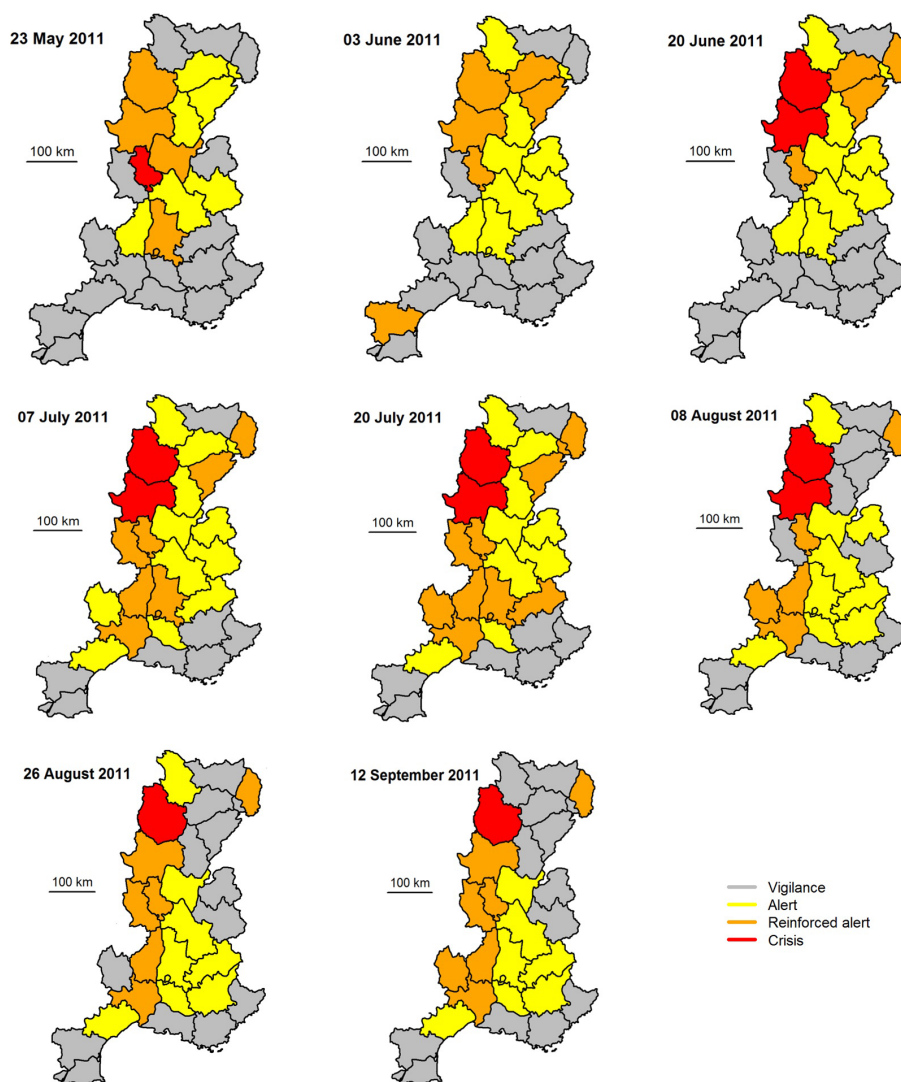 23 May 2011
03 June 2011
20 June 2011
100 km
100 km
100 km
07 July 2011
20 July 2011
08 August 2011
100 km
100 km
100 km
26 August 2011
12 September 2011
100 km
100 km
Vigilance
Alert
Reinforced alert
Crisis